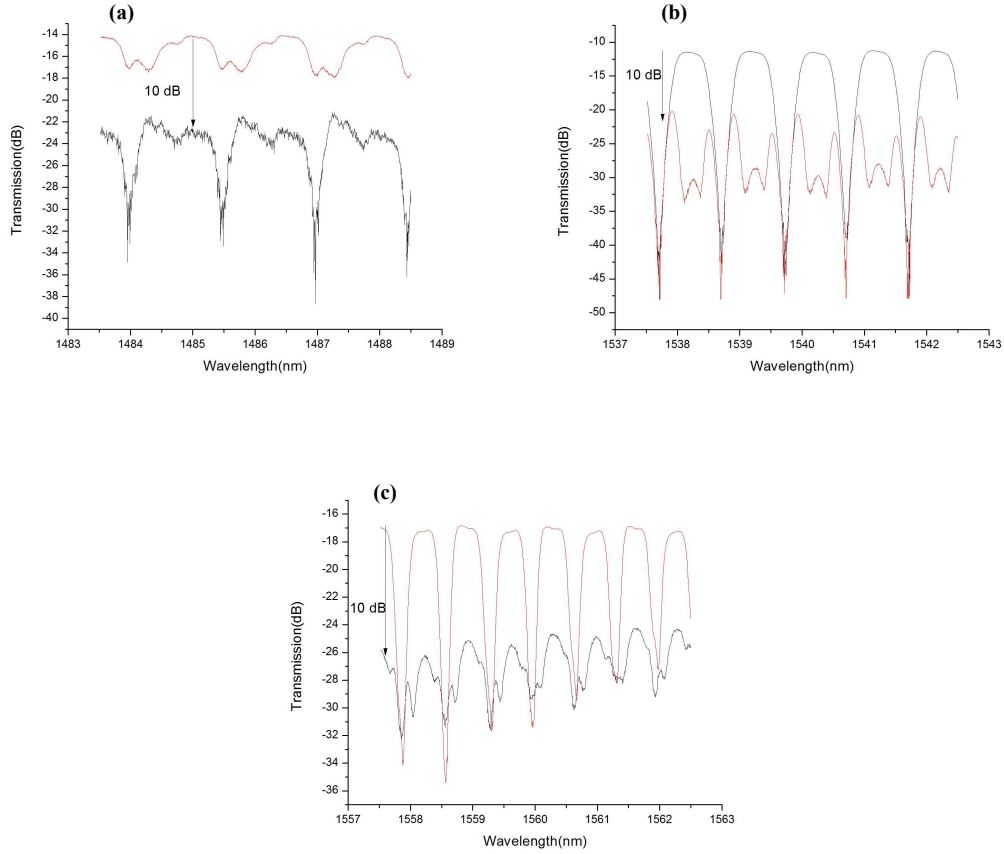 (a)
-14
-16
-18
-20
-22
-24
-26
-28
-30
-32
-34
-36
-38
-40
Transmission(dB)
10 dB
1483 1484 1485 1486 1487 1488 1489
Wavelength(nm)
(b)
-10
-15
-20
-25
-30
-35
-40
-45
-50
Transmission(dB)
10 dB
1537 1538 1539 1540 1541 1542 1543
Wavelength(nm)
(c)
-16
-18
-20
-22
-24
-26
-28
-30
-32
-34
-36
Transmission(dB)
10 dB
1557 1558 1559 1560 1561 1562 1563
Wavelength(nm)